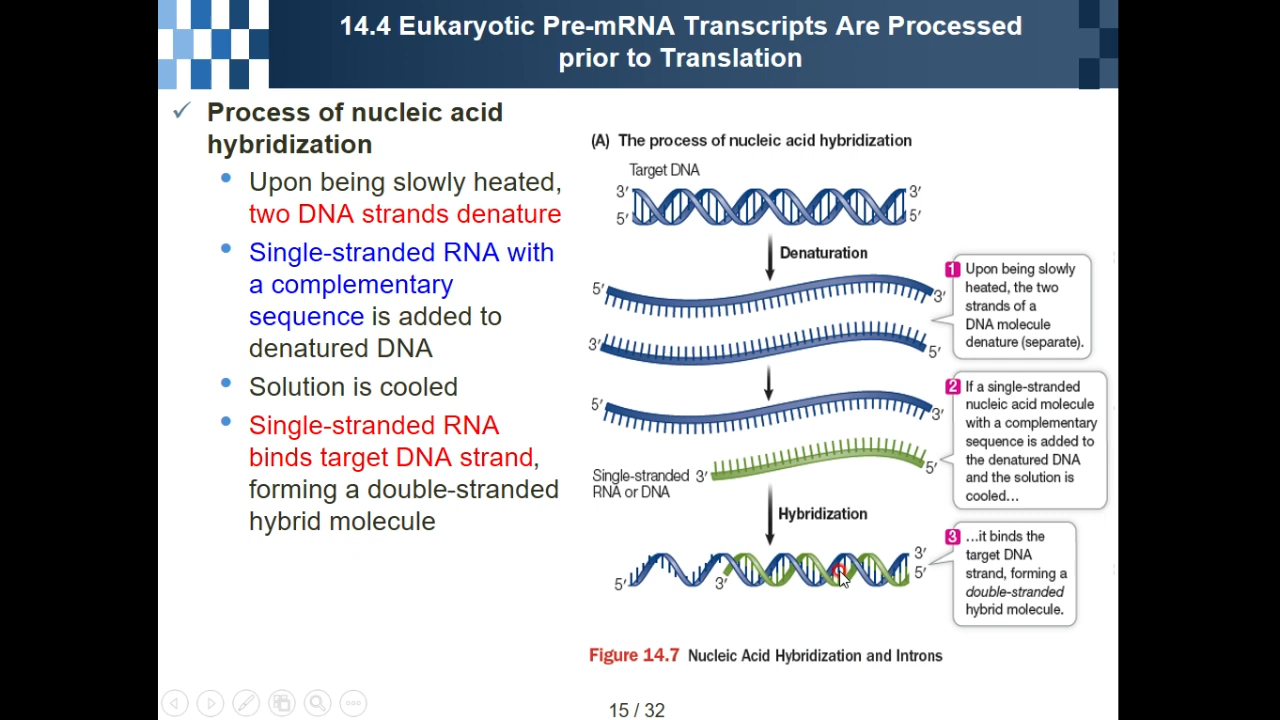 14.4 Eukaryotic Pre-mRNA Transcripts Are Processed
prior to Translation
✓ Process of nucleic acid
hybridization
• Upon being slowly heated,
two DNA strands denature
• Single-stranded RNA with
a complementary
sequence is added to
denatured DNA
• Solution is cooled
• Single-stranded RNA
binds target DNA strand,
forming a double-stranded
hybrid molecule
(A) The process of nucleic acid hybridization
Target DNA
3′ 3′
5′ 5′
Denaturation
5′ 3′
3′ 5′
1 Upon being slowly
heated, the two
strands of a
DNA molecule
denature (separate).
5′ 3′
Single-stranded 3′ 5′
RNA or DNA
2 If a single-stranded
nucleic acid molecule
with a complementary
sequence is added to
the denatured DNA
and the solution is
cooled…
Hybridization
3′
5′ 3′ 5′
3 …it binds the
target DNA
strand, forming a
double-stranded
hybrid molecule.
Figure 14.7 Nucleic Acid Hybridization and Introns
15 / 32